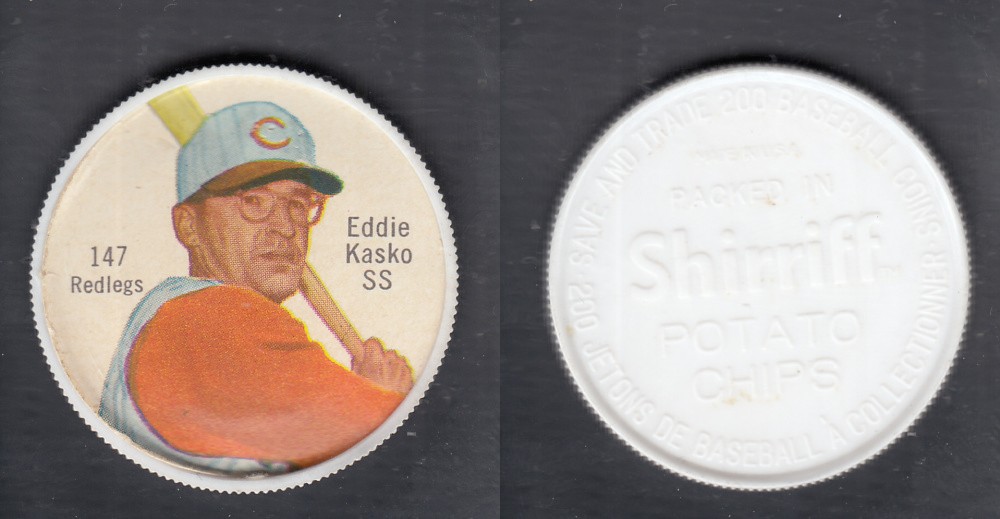 C
147
Redlegs
Eddie
Kasko
SS
SAVE AND TRADE 200 BASEBALL COINS
PACKED IN
Shirriff
POTATO
CHIPS
200 JETONS DE BASEBALL À COLLECTIONNER